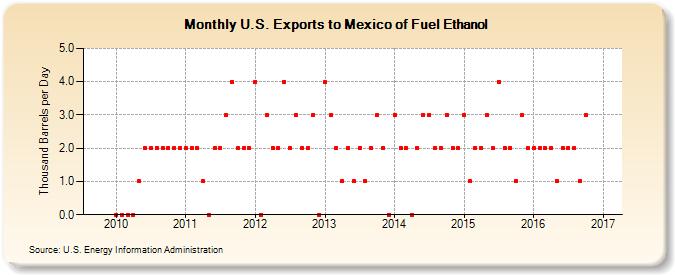 Monthly U.S. Exports to Mexico of Fuel Ethanol
Thousand Barrels per Day
5.0
4.0
3.0
2.0
1.0
0.0
2010 2011 2012 2013 2014 2015 2016 2017
Source: U.S. Energy Information Administration